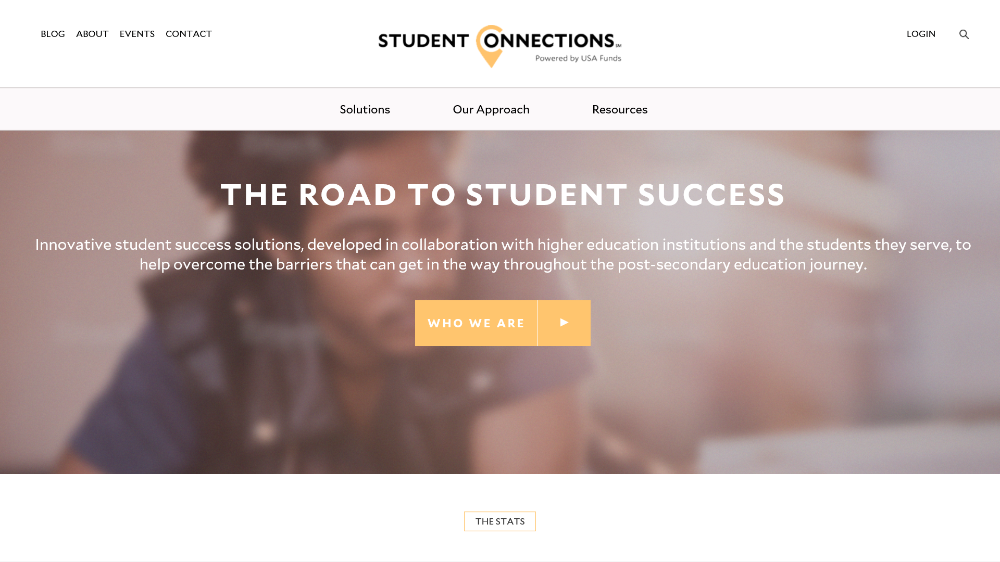 BLOG ABOUT EVENTS CONTACT
STUDENT CONNECTIONS SM
Powered by USA Funds
LOGIN
Solutions Our Approach Resources
THE ROAD TO STUDENT SUCCESS
Innovative student success solutions, developed in collaboration with higher education institutions and the students they serve, to
help overcome the barriers that can get in the way throughout the post-secondary education journey.
WHO WE ARE
THE STATS